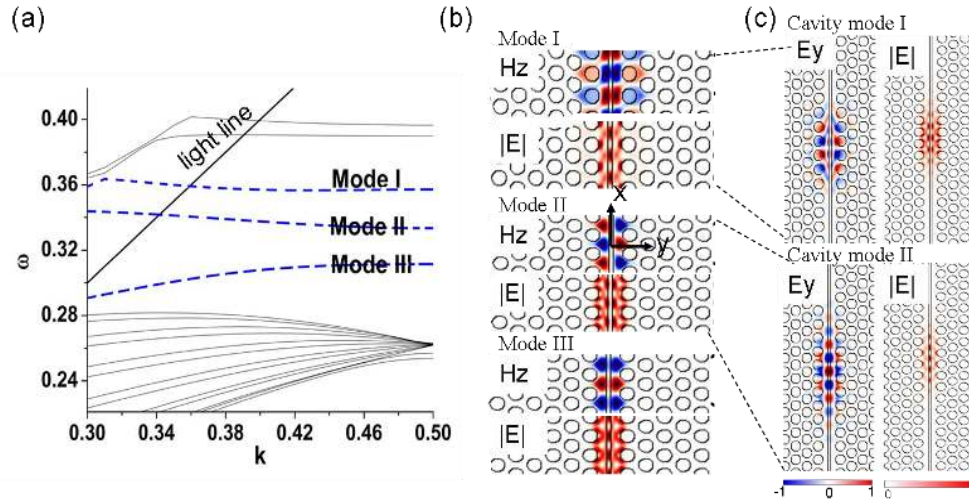 (a)
0.40
0.36
0.32
0.28
0.24
ω
0.30 0.34 0.38 0.42 0.46 0.50
k
light line
Mode I
Mode II
Mode III
(b)
Mode I
Hz
|E|
Mode II
X
Hz
y
|E|
Mode III
Hz
|E|
(c)
Cavity mode I
Ey |E|
Cavity mode II
Ey |E|
-1 0 1 0